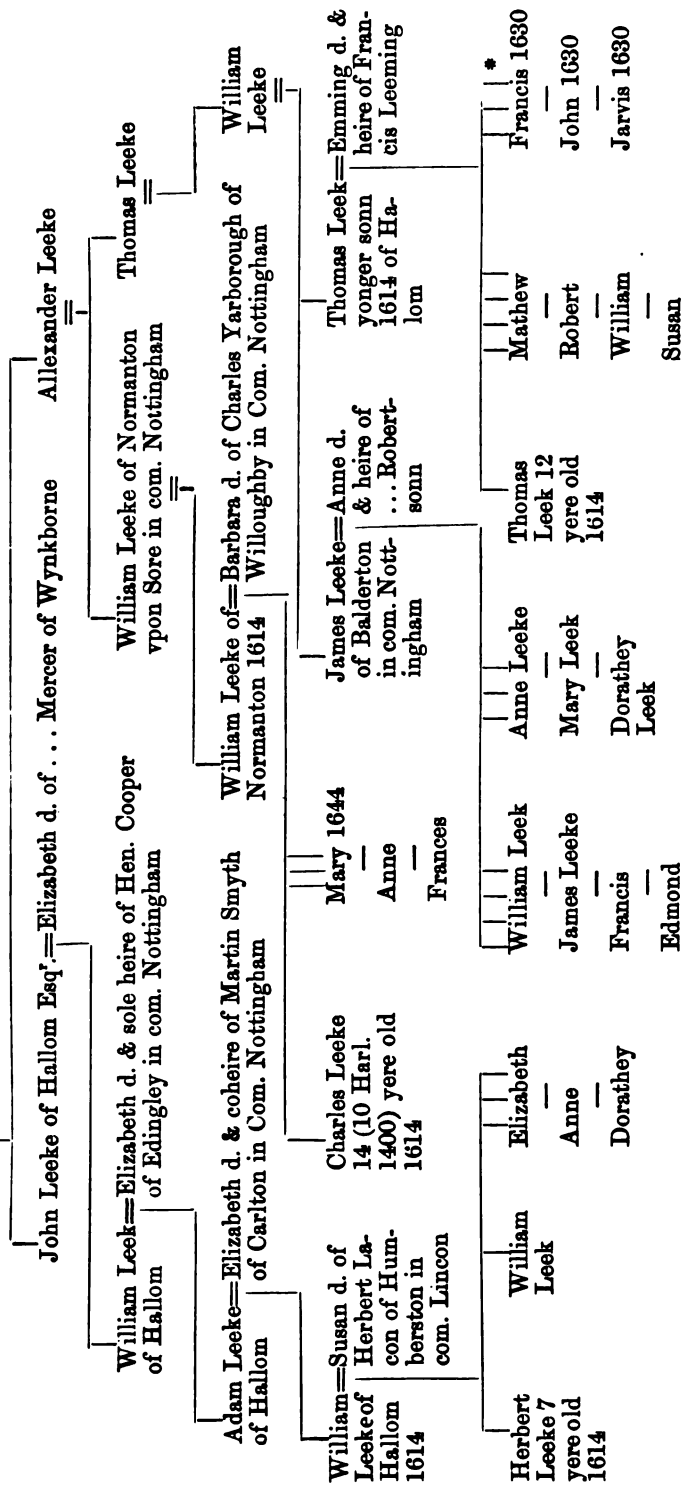 John Leeke of Hallom Esqr.=Elizabeth d. of ... Mercer of Wynkborne
Allexander Leeke
=
William Leek=Elizabeth d. & sole heire of Hen. Cooper
of Hallom
of Edingley in com. Nottingham
William Leeke of Normanton
vpon Sore in com. Nottingham
=
Thomas Leeke
=
Adam Leeke=Elizabeth d. & coheire of Martin Smyth
of Hallom
of Carlton in Com. Nottingham
William Leeke of=Barbara d. of Charles Yarborough of
Normanton 1614
Willoughby in Com. Nottingham
William
Leeke
=
William=Susan d. of
Leeke of
Hallom
1614
Herbert La-
con of Hum-
berston in
com. Lincon
Charles Leeke
14 (10 Harl.
1400) yere old
1614
Mary 1644
—
Anne
—
Frances
James Leeke=Anne d.
of Balderton
in com. Nott-
ingham
& heire of
... Robert-
sonn
Thomas Leek=Emming d. &
yonger sonn
1614 of Ha-
lom
heire of Fran-
cis Leeming
Herbert
Leeke 7
yere old
1614
William
Leek
Elizabeth
—
Anne
—
Dorathey
William Leek
—
James Leeke
—
Francis
—
Edmond
Anne Leeke
—
Mary Leek
—
Dorathey
Leek
Thomas
Leek 12
yere old
1614
Mathew
—
Robert
—
William
—
Susan
*
Francis 1630
—
John 1630
—
Jarvis 1630